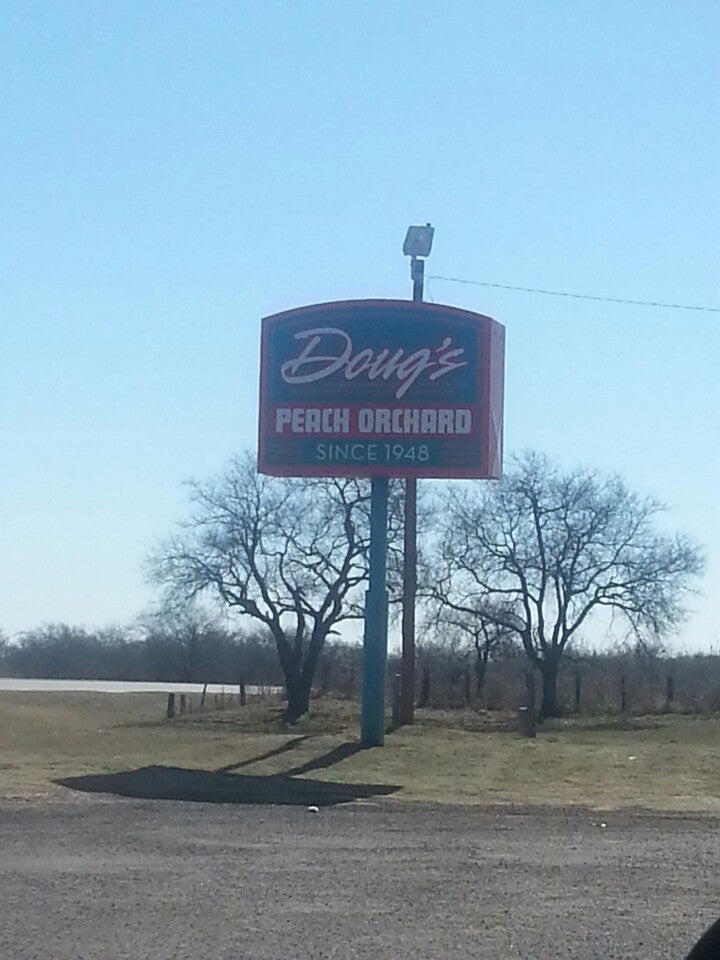 Doug's
PEACH ORCHARD
SINCE 1948